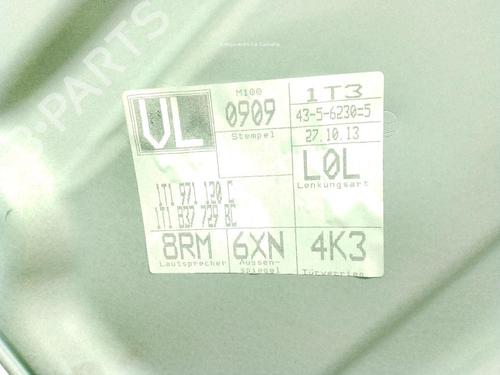 VL
M100
0909
Stempel
1T3
43-5-6230=5
27.10.13
L0L
Lenkungsart
1T1 971 120 C
1T1 837 729 BC
8RM
Lautsprecher
6XN
Aussen-
spiegel
4K3
Türverrieg
PARTS